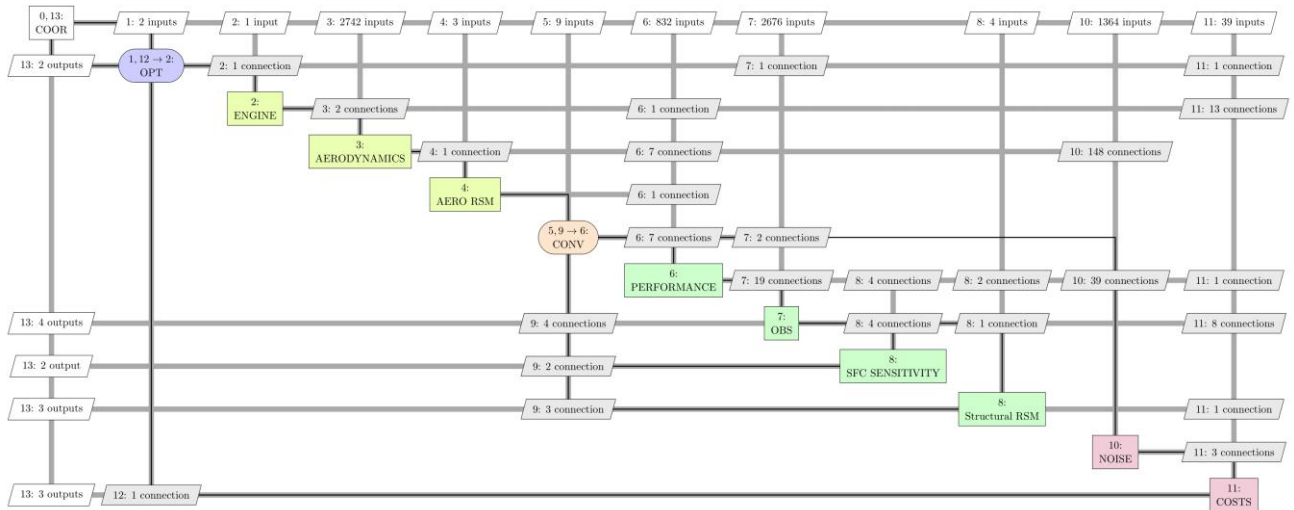 0, 13:
COOR
1: 2 inputs
2: 1 input
3: 2742 inputs
4: 3 inputs
5: 9 inputs
6: 832 inputs
7: 2676 inputs
8: 4 inputs
10: 1364 inputs
11: 39 inputs
13: 2 outputs
1, 12 → 2:
OPT
2: 1 connection
7: 1 connection
11: 1 connection
2:
ENGINE
3: 2 connections
6: 1 connection
11: 13 connections
3:
AERODYNAMICS
4: 1 connection
6: 7 connections
10: 148 connections
4:
AERO RSM
6: 1 connection
5, 9 → 6:
CONV
6: 7 connections
7: 2 connections
6:
PERFORMANCE
7: 19 connections
8: 4 connections
8: 2 connections
10: 39 connections
11: 1 connection
13: 4 outputs
9: 4 connections
7:
OBS
8: 4 connections
8: 1 connection
11: 8 connections
13: 2 output
9: 2 connection
8:
SFC SENSITIVITY
13: 3 outputs
9: 3 connection
8:
Structural RSM
11: 1 connection
10:
NOISE
11: 3 connections
13: 3 outputs
12: 1 connection
11:
COSTS